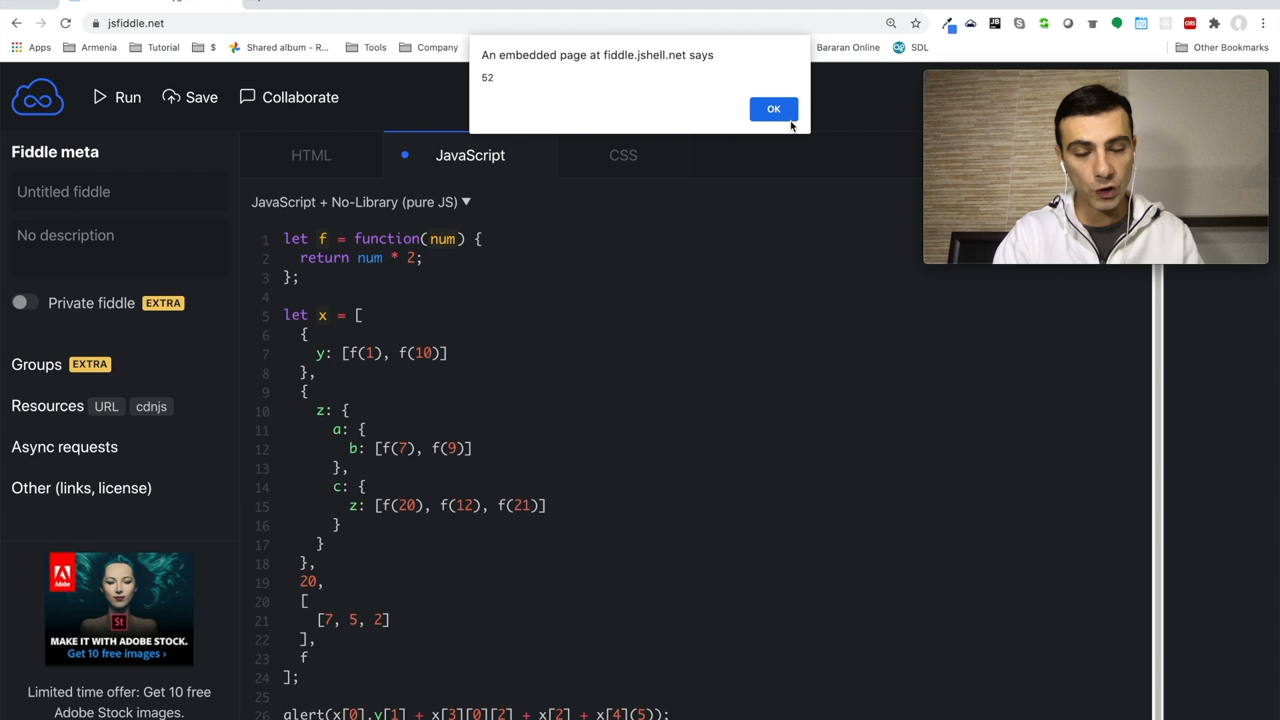 jsfiddle.net
Apps Armenia Tutorial $ Shared album - R... Tools Company Bararan Online SDL Other Bookmarks
An embedded page at fiddle.jshell.net says
52
OK
Run Save Collaborate
Fiddle meta
Untitled fiddle
No description
Private fiddle EXTRA
Groups EXTRA
Resources URL cdnjs
Async requests
Other (links, license)
MAKE IT WITH ADOBE STOCK.
Get 10 free images ›
Limited time offer: Get 10 free
Adobe Stock images.
HTML JavaScript CSS
JavaScript + No-Library (pure JS) ▼
1 let f = function(num) {
2 return num * 2;
3 };
4
5 let x = [
6 {
7 y: [f(1), f(10)]
8 },
9 {
10 z: {
11 a: {
12 b: [f(7), f(9)]
13 },
14 c: {
15 z: [f(20), f(12), f(21)]
16 }
17 }
18 },
19 20,
20 [
21 [7, 5, 2]
22 ],
23 f
24 ];
25
26 alert(x[0].y[1] + x[3][0][2] + x[2] + x[4](5));